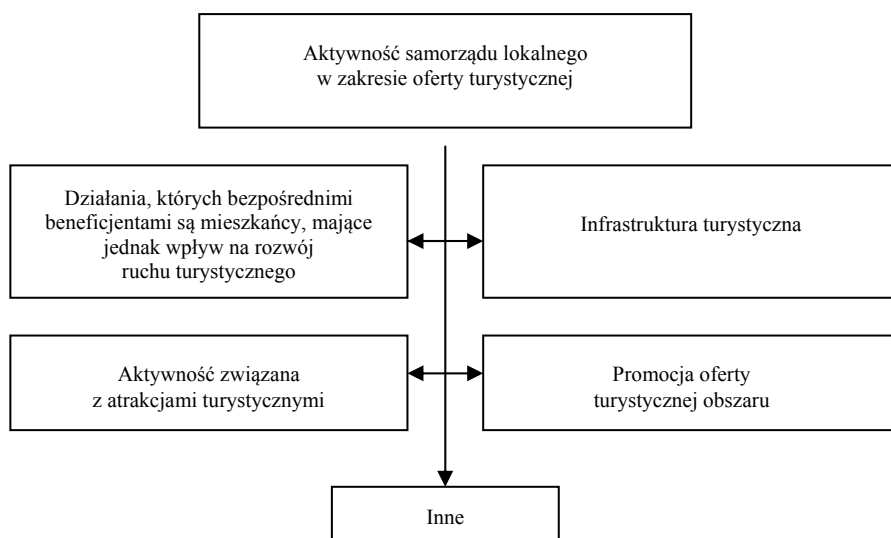 Aktywność samorządu lokalnego
w zakresie oferty turystycznej
Działania, których bezpośrednimi
beneficjentami są mieszkańcy, mające
jednak wpływ na rozwój
ruchu turystycznego
Infrastruktura turystyczna
Aktywność związana
z atrakcjami turystycznymi
Promocja oferty
turystycznej obszaru
Inne